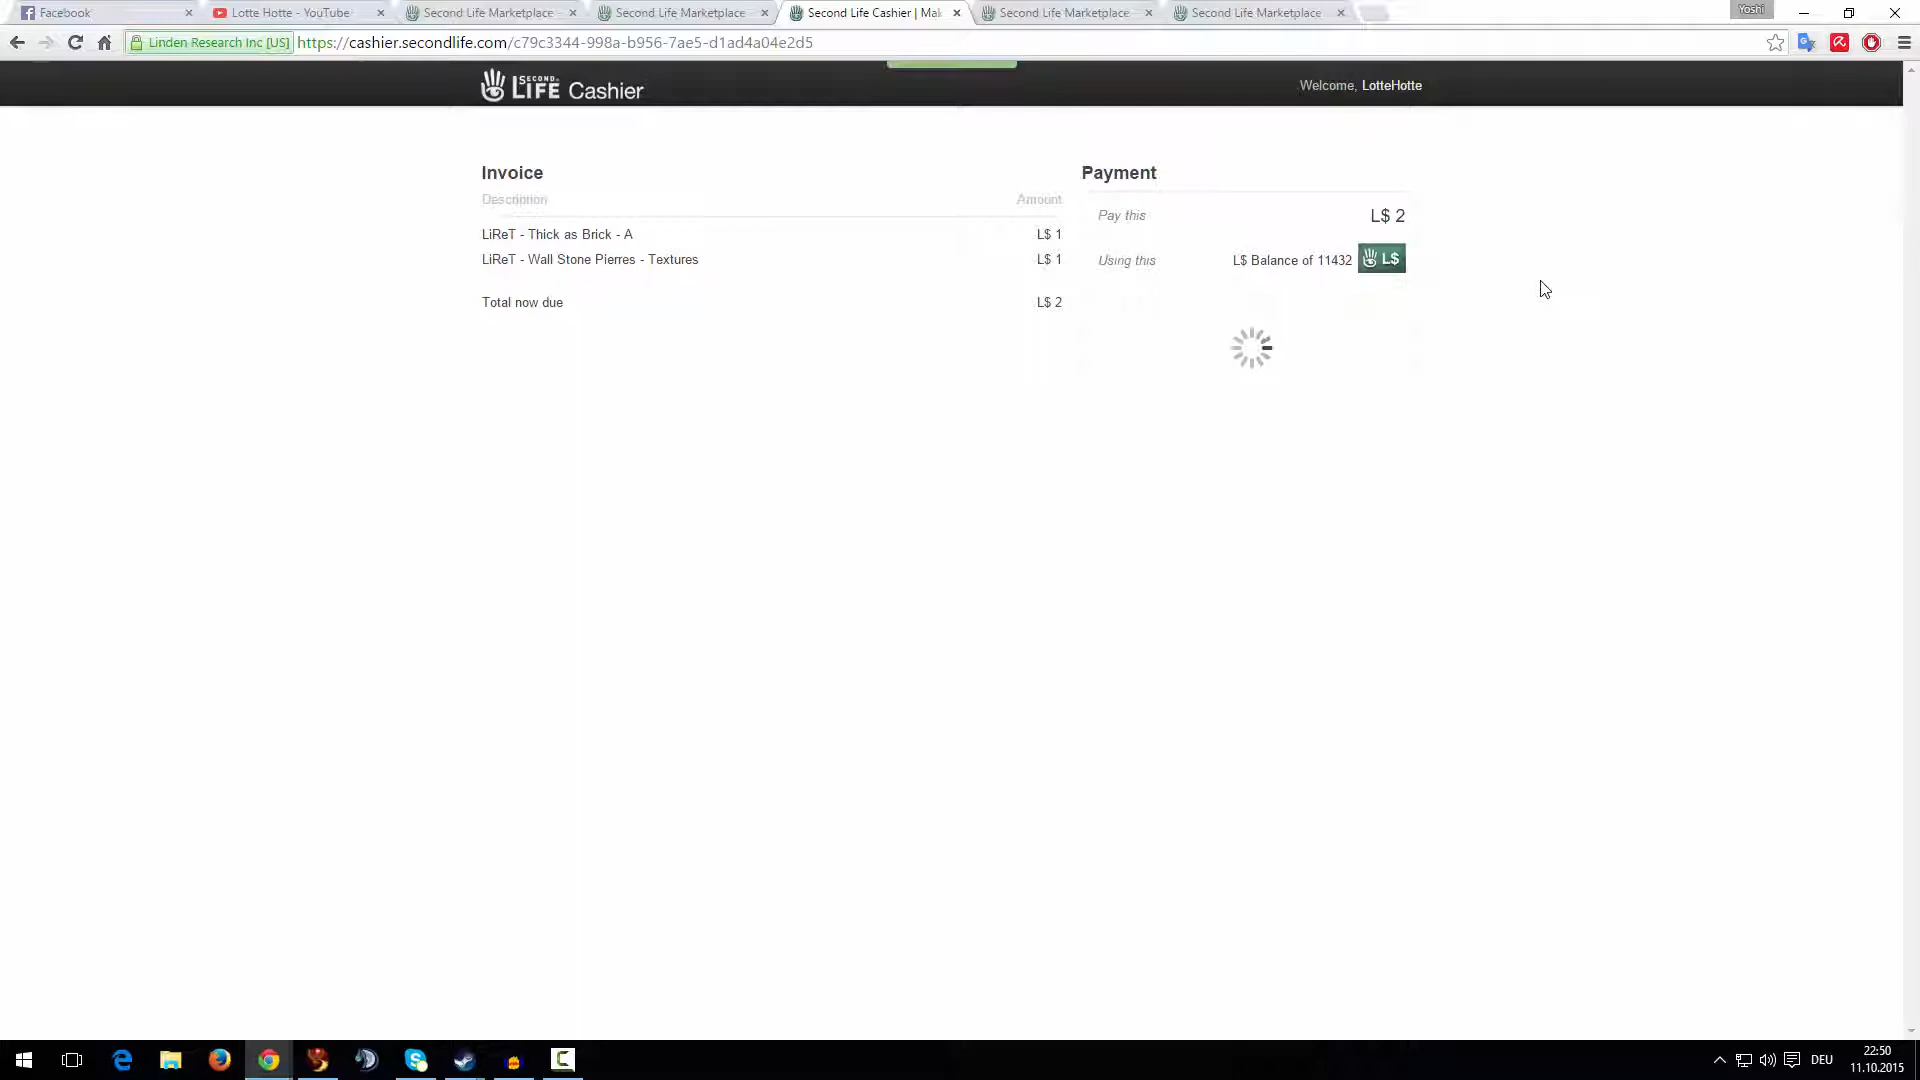 Facebook
Lotte Hotte - YouTube
Second Life Marketplace
Second Life Marketplace
Second Life Cashier | Mak
Second Life Marketplace
Second Life Marketplace
Yoshi
Linden Research Inc [US]
https://cashier.secondlife.com/c79c3344-998a-b956-7ae5-d1ad4a04e2d5
SECOND LIFE Cashier
Welcome, LotteHotte
Invoice
Description Amount
LiReT - Thick as Brick - A L$ 1
LiReT - Wall Stone Pierres - Textures L$ 1
Total now due L$ 2
Payment
Pay this L$ 2
Using this L$ Balance of 11432 L$
DEU
22:50
11.10.2015